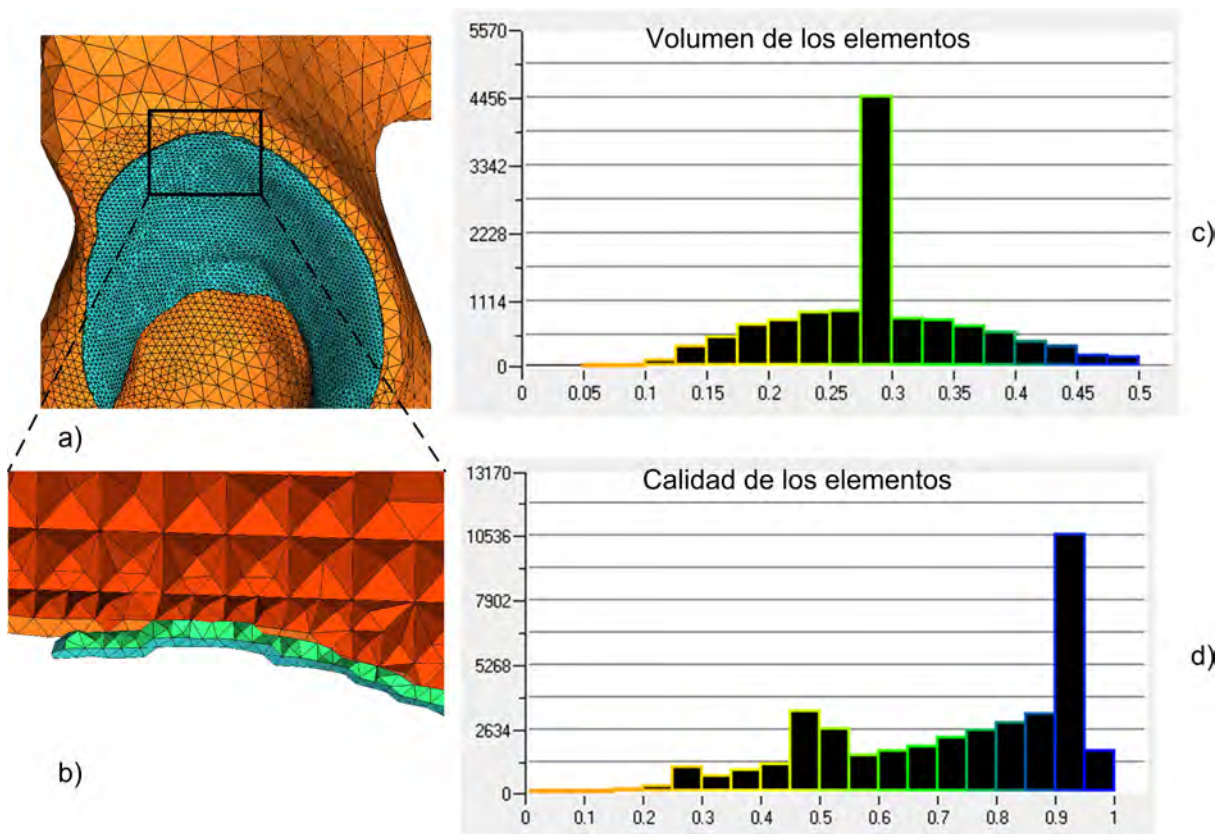 a)
b)
Volumen de los elementos
5570
4456
3342
2228
1114
0
0 0.05 0.1 0.15 0.2 0.25 0.3 0.35 0.4 0.45 0.5
c)
Calidad de los elementos
13170
10536
7902
5268
2634
0
0 0.1 0.2 0.3 0.4 0.5 0.6 0.7 0.8 0.9 1
d)